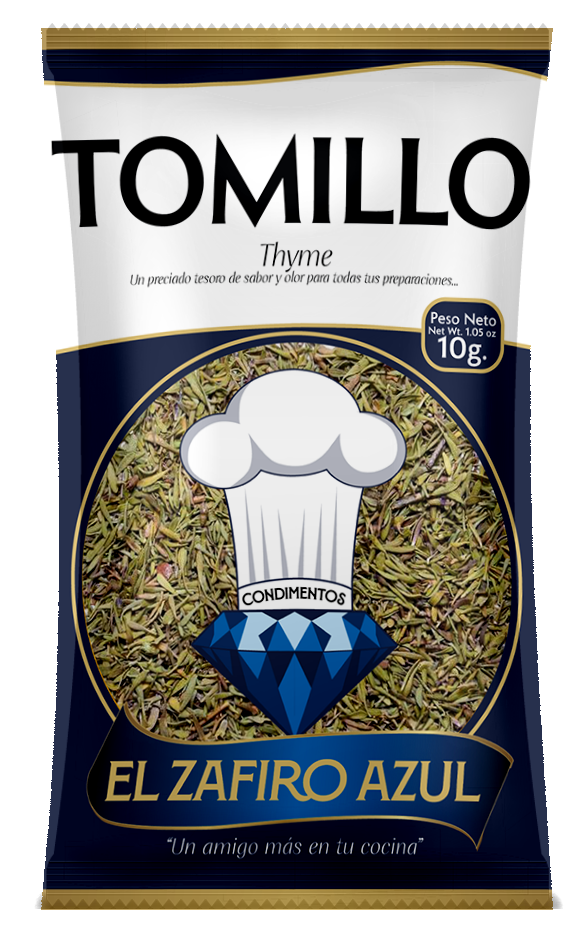 TOMILLO
Thyme
Un preciado tesoro de sabor y olor para todas tus preparaciones...
Peso Neto
Net Wt. 1.05 oz
10g.
CONDIMENTOS
EL ZAFIRO AZUL
"Un amigo más en tu cocina"